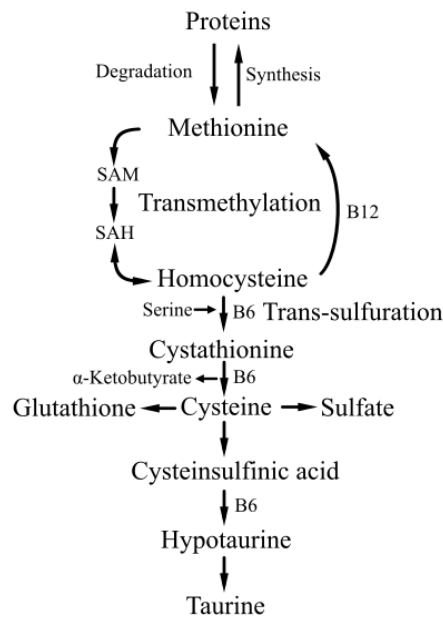 Proteins
Degradation Synthesis
Methionine
SAM
Transmethylation
B12
SAH
Homocysteine
Serine B6 Trans-sulfuration
Cystathionine
α-Ketobutyrate B6
Glutathione Cysteine Sulfate
Cysteinsulfinic acid
B6
Hypotaurine
Taurine